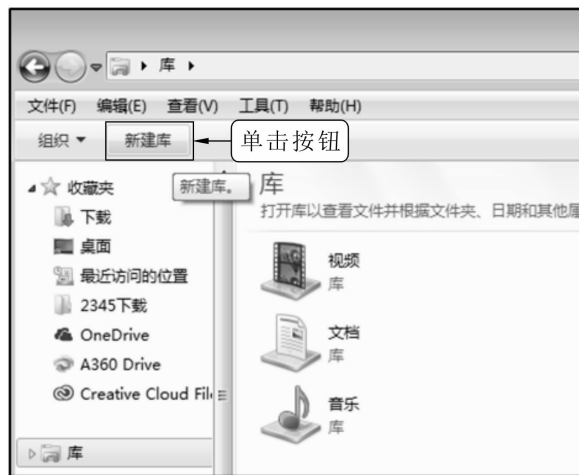 库
文件(F) 编辑(E) 查看(V) 工具(T) 帮助(H)
组织 新建库 单击按钮
新建库。
收藏夹
下载
桌面
最近访问的位置
2345下载
OneDrive
A360 Drive
Creative Cloud Fil
库
库
打开库以查看文件并根据文件夹、日期和其他属
视频
库
文档
库
音乐
库